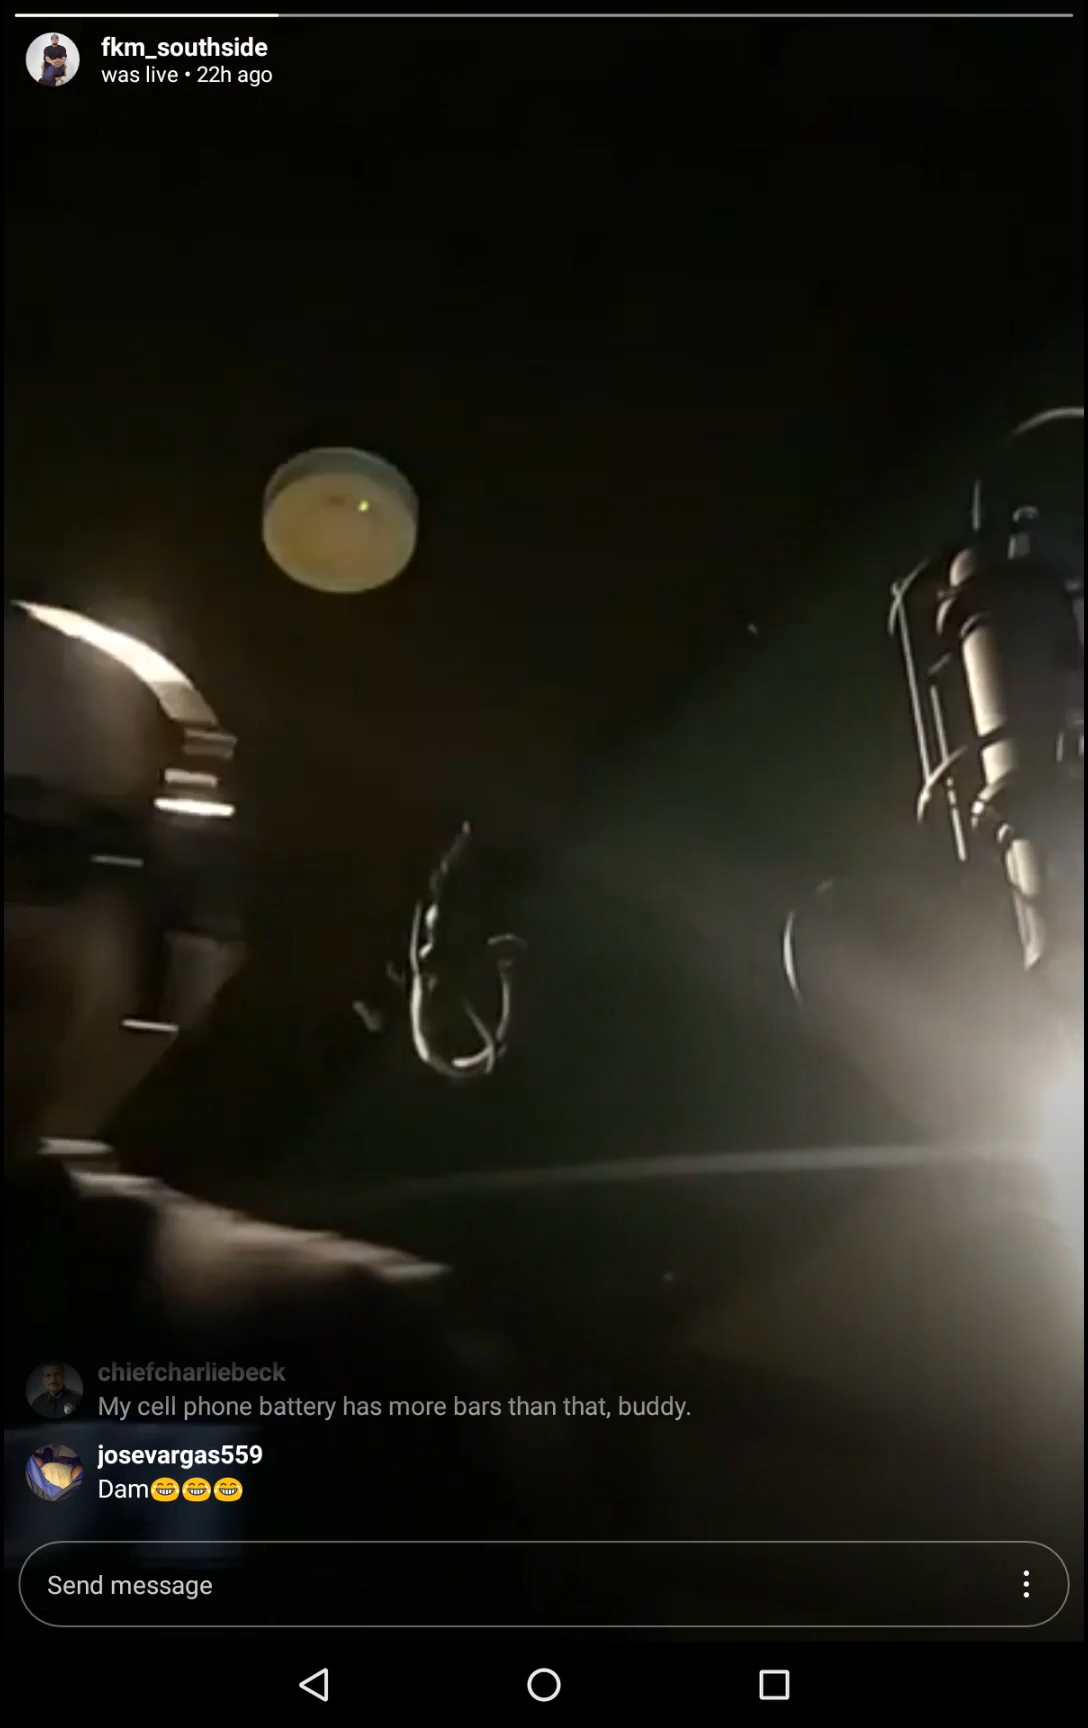 fkm_southside
was live • 22h ago
chiefcharliebeck
My cell phone battery has more bars than that, buddy.
josevargas559
Dam😂😂😂
Send message